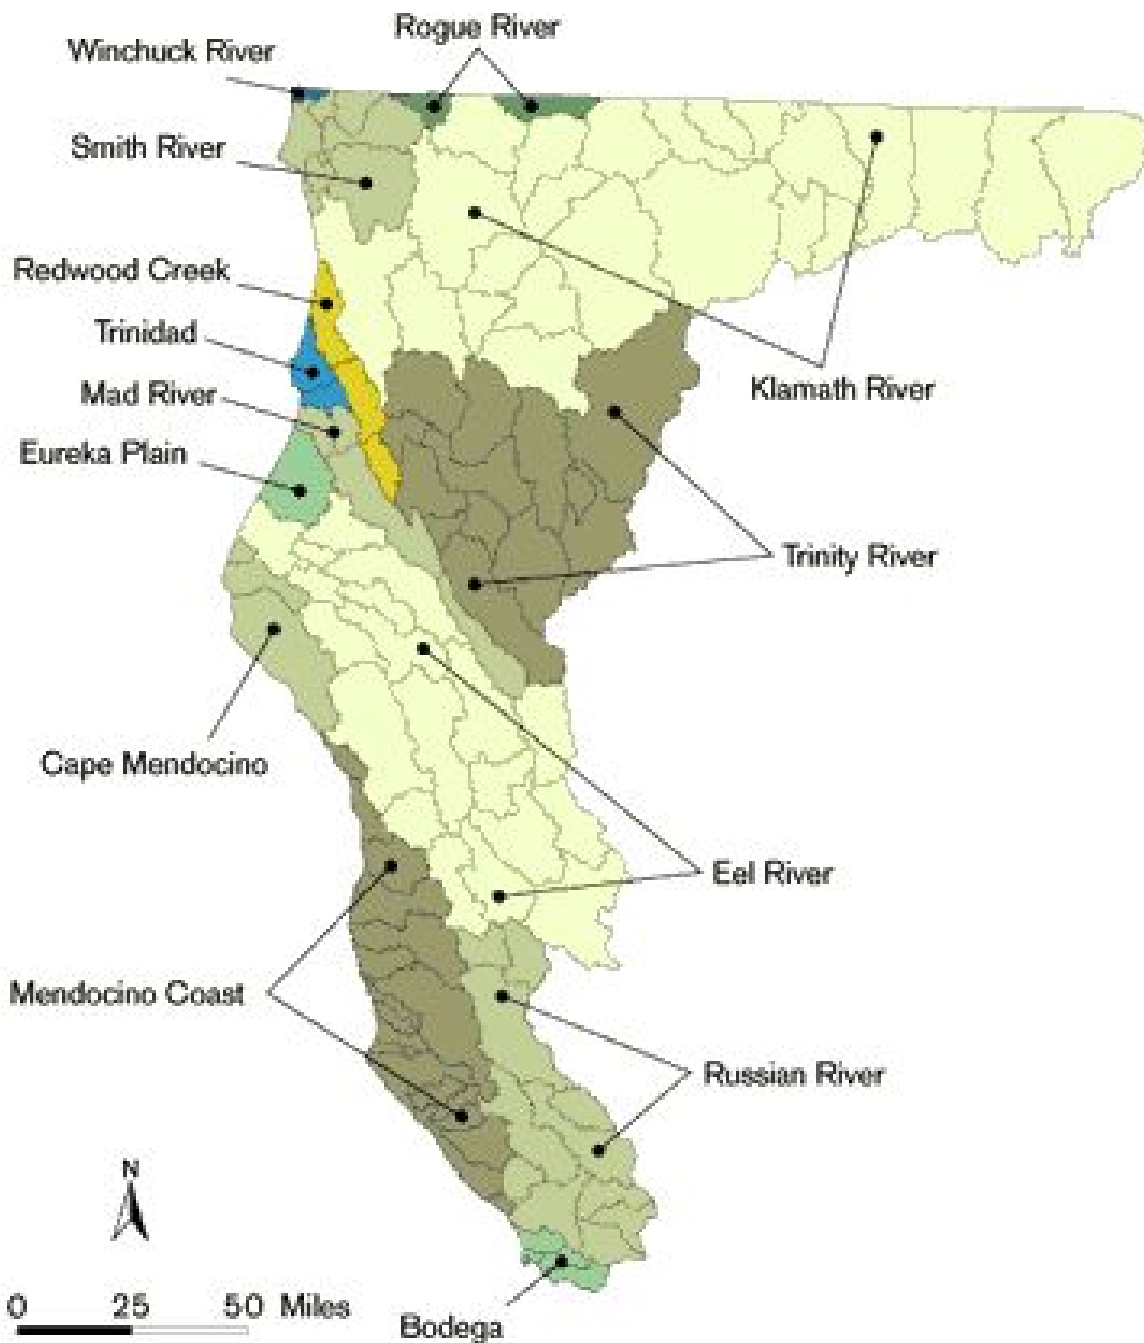 Rogue River
Winchuck River
Smith River
Redwood Creek
Trinidad
Mad River
Klamath River
Eureka Plain
Trinity River
Cape Mendocino
Eel River
Mendocino Coast
Russian River
N
0 25 50 Miles
Bodega